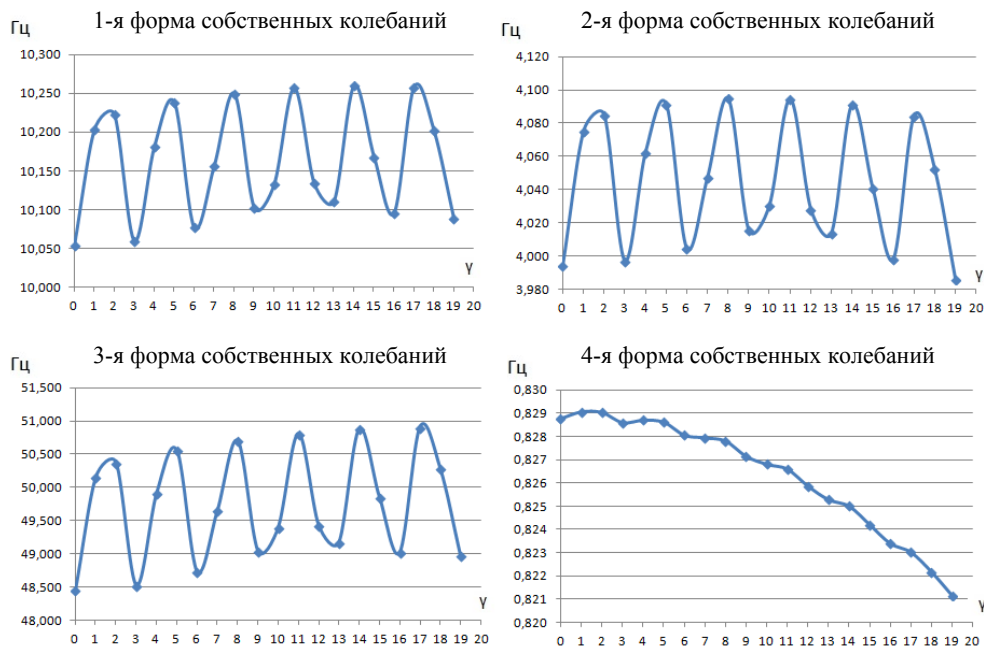 1-я форма собственных колебаний
Гц
10,300
10,250
10,200
10,150
10,100
10,050
10,000
γ
0 1 2 3 4 5 6 7 8 9 10 11 12 13 14 15 16 17 18 19 20
2-я форма собственных колебаний
Гц
4,120
4,100
4,080
4,060
4,040
4,020
4,000
3,980
γ
0 1 2 3 4 5 6 7 8 9 10 11 12 13 14 15 16 17 18 19 20
3-я форма собственных колебаний
Гц
51,500
51,000
50,500
50,000
49,500
49,000
48,500
48,000
γ
0 1 2 3 4 5 6 7 8 9 10 11 12 13 14 15 16 17 18 19 20
4-я форма собственных колебаний
Гц
0,830
0,829
0,828
0,827
0,826
0,825
0,824
0,823
0,822
0,821
0,820
γ
0 1 2 3 4 5 6 7 8 9 10 11 12 13 14 15 16 17 18 19 20